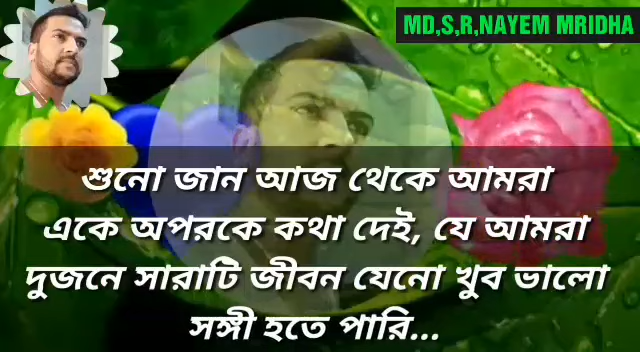 MD,S,R,NAYEM MRIDHA
শুনো জান আজ থেকে আমরা
একে অপরকে কথা দেই, যে আমরা
দুজনে সারাটি জীবন যেনো খুব ভালো
সঙ্গী হতে পারি...